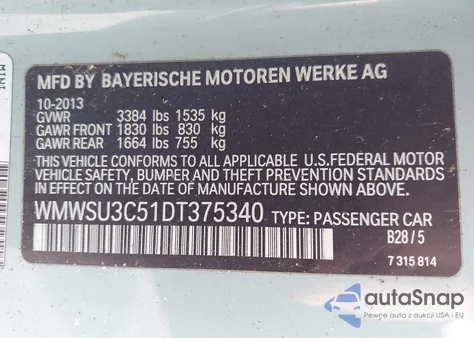 MINI
MFD BY BAYERISCHE MOTOREN WERKE AG
10-2013
GVWR 3384 lbs 1535 kg
GAWR FRONT 1830 lbs 830 kg
GAWR REAR 1664 lbs 755 kg
THIS VEHICLE CONFORMS TO ALL APPLICABLE U.S.FEDERAL MOTOR
VEHICLE SAFETY, BUMPER AND THEFT PREVENTION STANDARDS
IN EFFECT ON THE DATE OF MANUFACTURE SHOWN ABOVE.
WMWSU3C51DT375340 TYPE: PASSENGER CAR
B28 / 5
7 315 814
autoSnap
Pewne auta z aukcji USA i EU